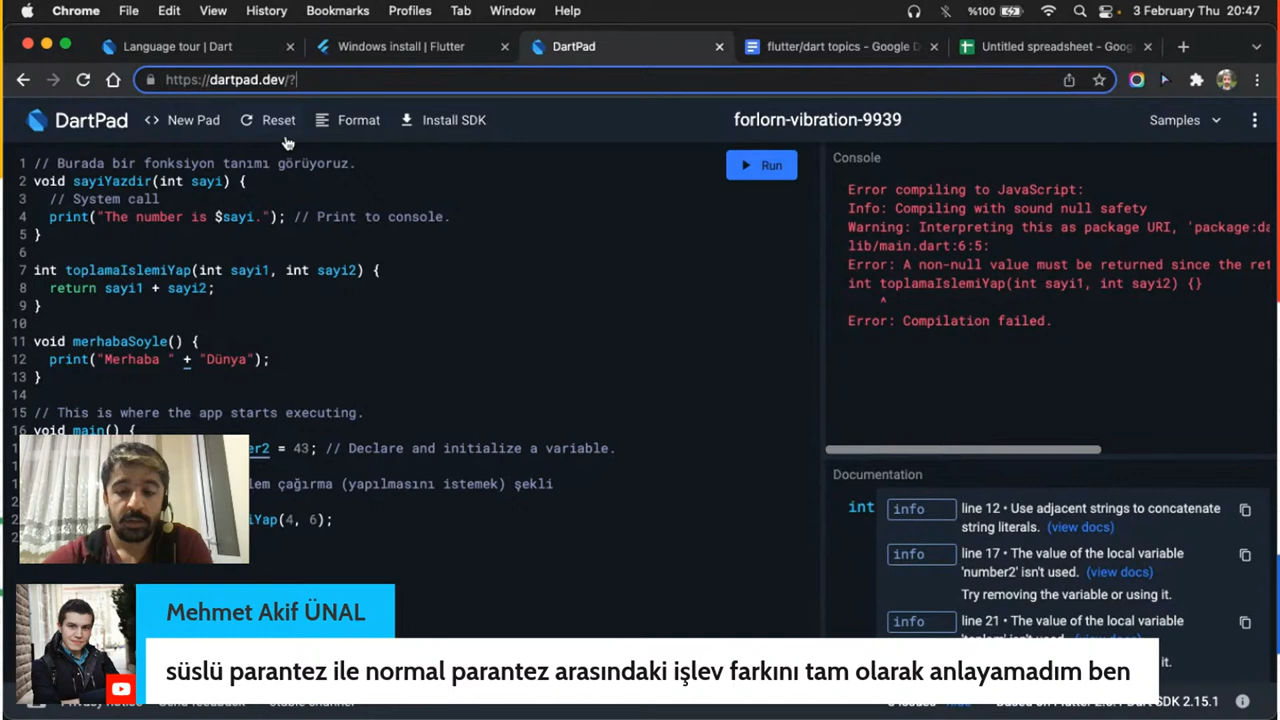 Chrome File Edit View History Bookmarks Profiles Tab Window Help %100 3 February Thu 20:47
Language tour | Dart Windows install | Flutter DartPad flutter/dart topics - Google D Untitled spreadsheet - Google
https://dartpad.dev/?
DartPad <> New Pad Reset Format Install SDK forlorn-vibration-9939 Samples
1 // Burada bir fonksiyon tanımı görüyoruz.
2 void sayiYazdir(int sayi) {
3 // System call
4 print("The number is $sayi."); // Print to console.
5 }
6
7 int toplamaIslemiYap(int sayi1, int sayi2) {
8 return sayi1 + sayi2;
9 }
10
11 void merhabaSoyle() {
12 print("Merhaba " + "Dünya");
13 }
14
15 // This is where the app starts executing.
16 void main() {
er2 = 43; // Declare and initialize a variable.
lem çağırma (yapılmasını istemek) şekli
iYap(4, 6);
Run
Console
Error compiling to JavaScript:
Info: Compiling with sound null safety
Warning: Interpreting this as package URI, 'package:da
lib/main.dart:6:5:
Error: A non-null value must be returned since the ret
int toplamaIslemiYap(int sayi1, int sayi2) {}
^
Error: Compilation failed.
Documentation
int
info line 12 • Use adjacent strings to concatenate
string literals. (view docs)
info line 17 • The value of the local variable
'number2' isn't used. (view docs)
Try removing the variable or using it.
info line 21 • The value of the local variable
Mehmet Akif ÜNAL
süslü parantez ile normal parantez arasındaki işlev farkını tam olarak anlayamadım ben
SDK 2.15.1